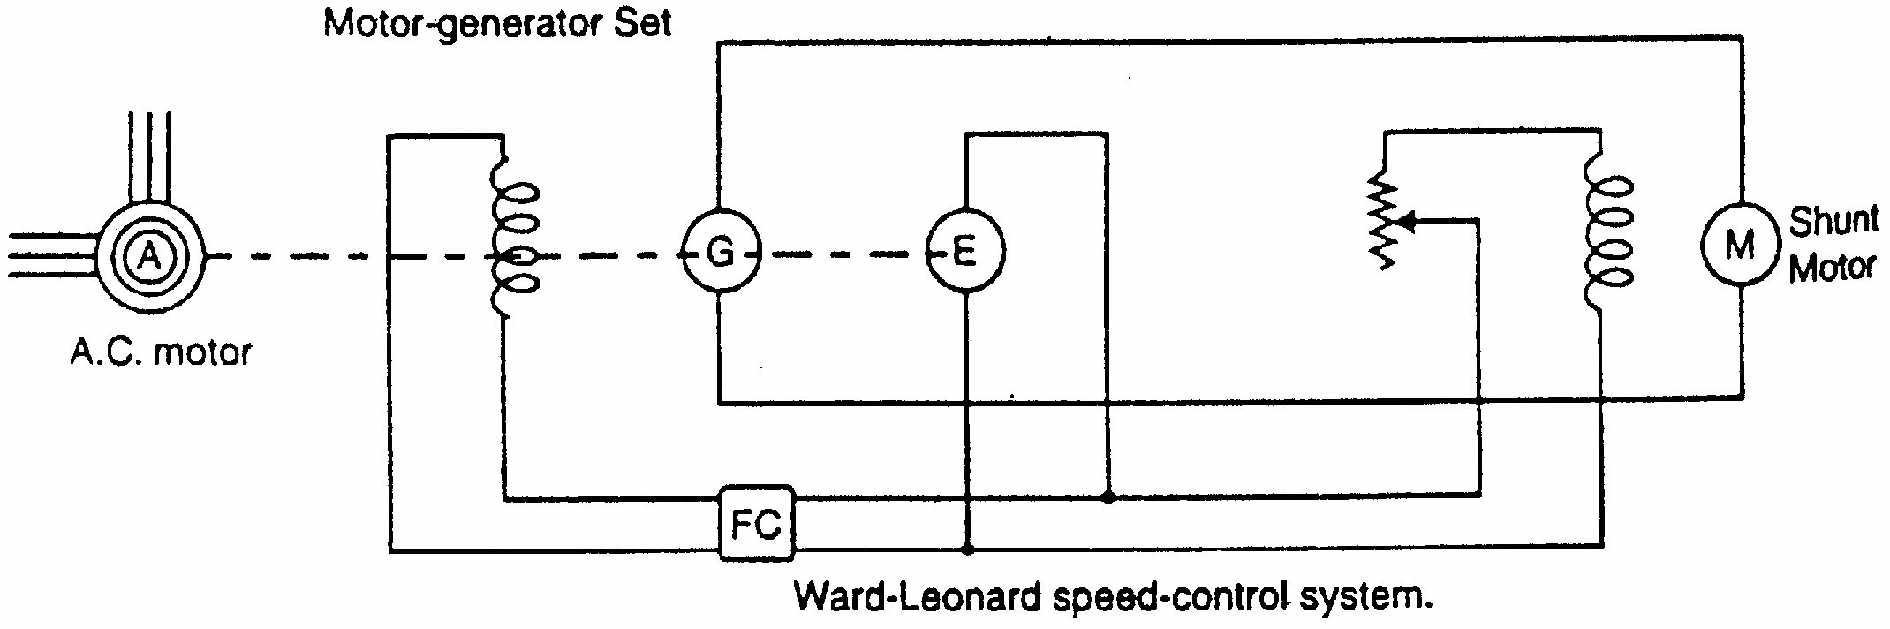 Motor-generator Set
A
A.C. motor
G
E
M
Shunt
Motor
FC
Ward-Leonard speed-control system.